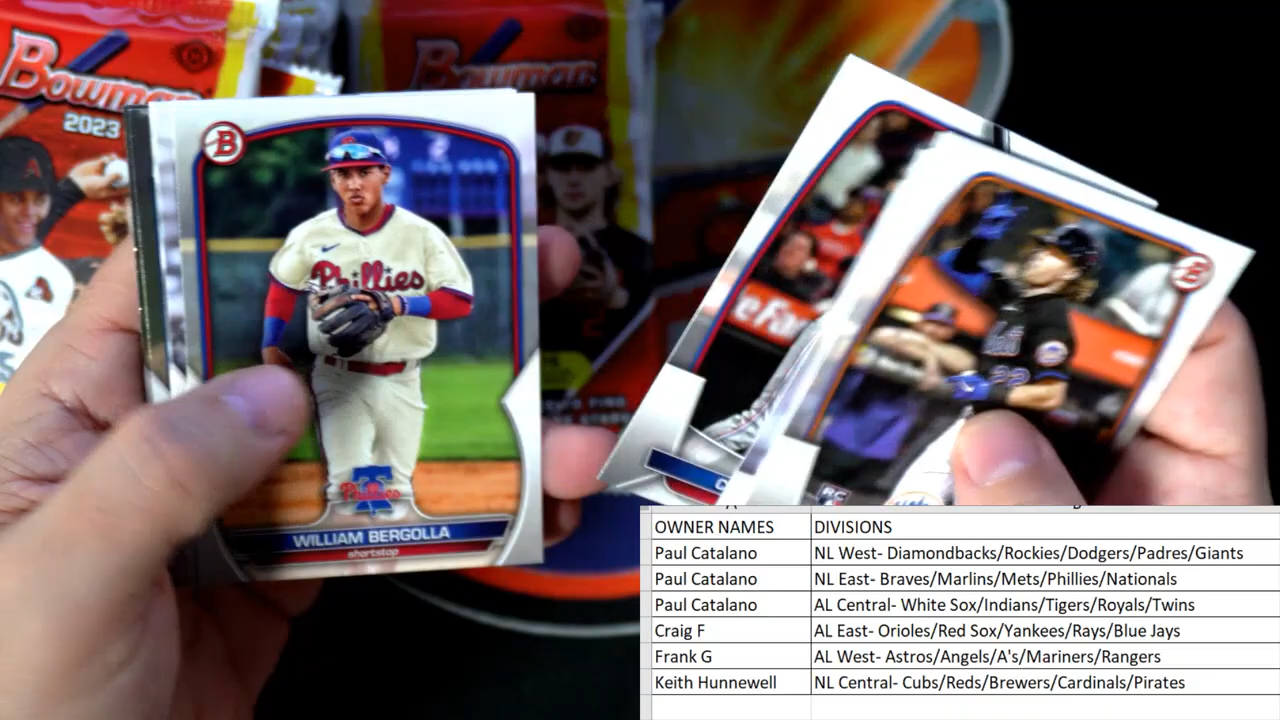 Bowman
2023
Bowman
B
Phillies
Phillies
WILLIAM BERGOLLA
shortstop
Mets
22
RC
OWNER NAMES DIVISIONS
Paul Catalano NL West- Diamondbacks/Rockies/Dodgers/Padres/Giants
Paul Catalano NL East- Braves/Marlins/Mets/Phillies/Nationals
Paul Catalano AL Central- White Sox/Indians/Tigers/Royals/Twins
Craig F AL East- Orioles/Red Sox/Yankees/Rays/Blue Jays
Frank G AL West- Astros/Angels/A's/Mariners/Rangers
Keith Hunnewell NL Central- Cubs/Reds/Brewers/Cardinals/Pirates